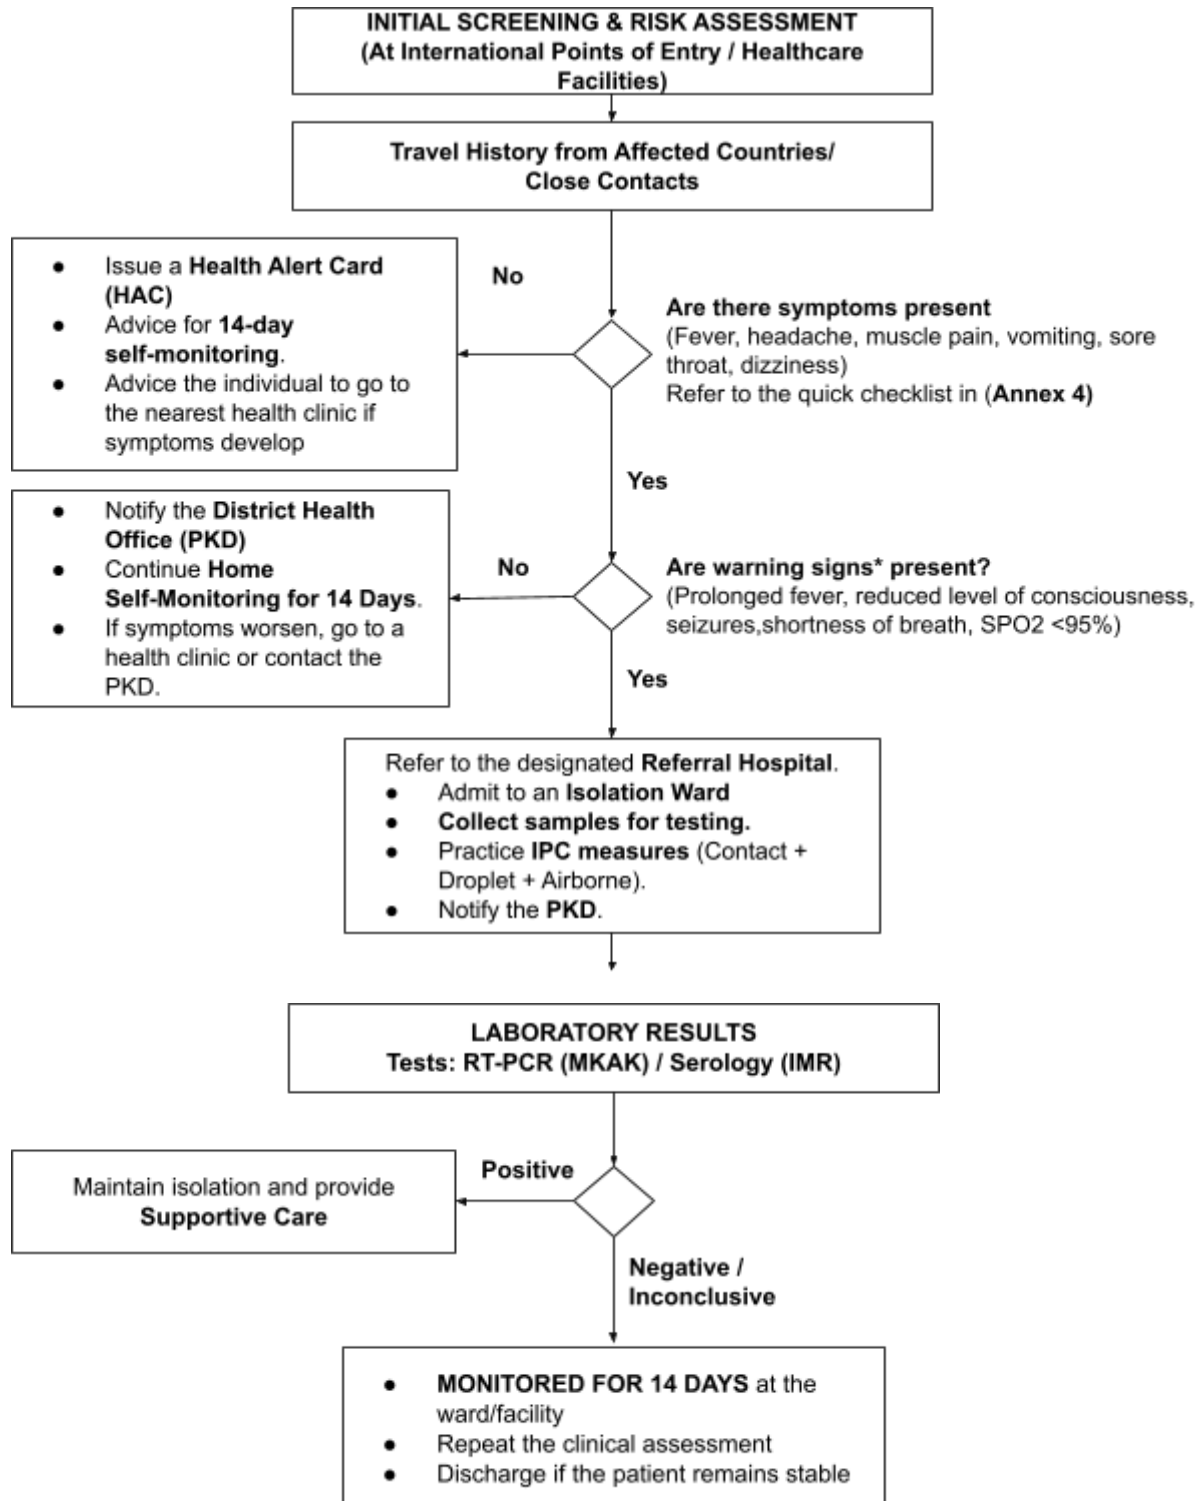 INITIAL SCREENING & RISK ASSESSMENT
(At International Points of Entry / Healthcare
Facilities)
Travel History from Affected Countries/
Close Contacts
No
● Issue a Health Alert Card
(HAC)
● Advice for 14-day
self-monitoring.
● Advice the individual to go to
the nearest health clinic if
symptoms develop
Are there symptoms present
(Fever, headache, muscle pain, vomiting, sore
throat, dizziness)
Refer to the quick checklist in (Annex 4)
Yes
● Notify the District Health
Office (PKD)
● Continue Home
Self-Monitoring for 14 Days.
● If symptoms worsen, go to a
health clinic or contact the
PKD.
No
Are warning signs* present?
(Prolonged fever, reduced level of consciousness,
seizures,shortness of breath, SPO2 <95%)
Yes
Refer to the designated Referral Hospital.
● Admit to an Isolation Ward
● Collect samples for testing.
● Practice IPC measures (Contact +
Droplet + Airborne).
● Notify the PKD.
LABORATORY RESULTS
Tests: RT-PCR (MKAK) / Serology (IMR)
Positive
Maintain isolation and provide
Supportive Care
Negative /
Inconclusive
● MONITORED FOR 14 DAYS at the
ward/facility
● Repeat the clinical assessment
● Discharge if the patient remains stable